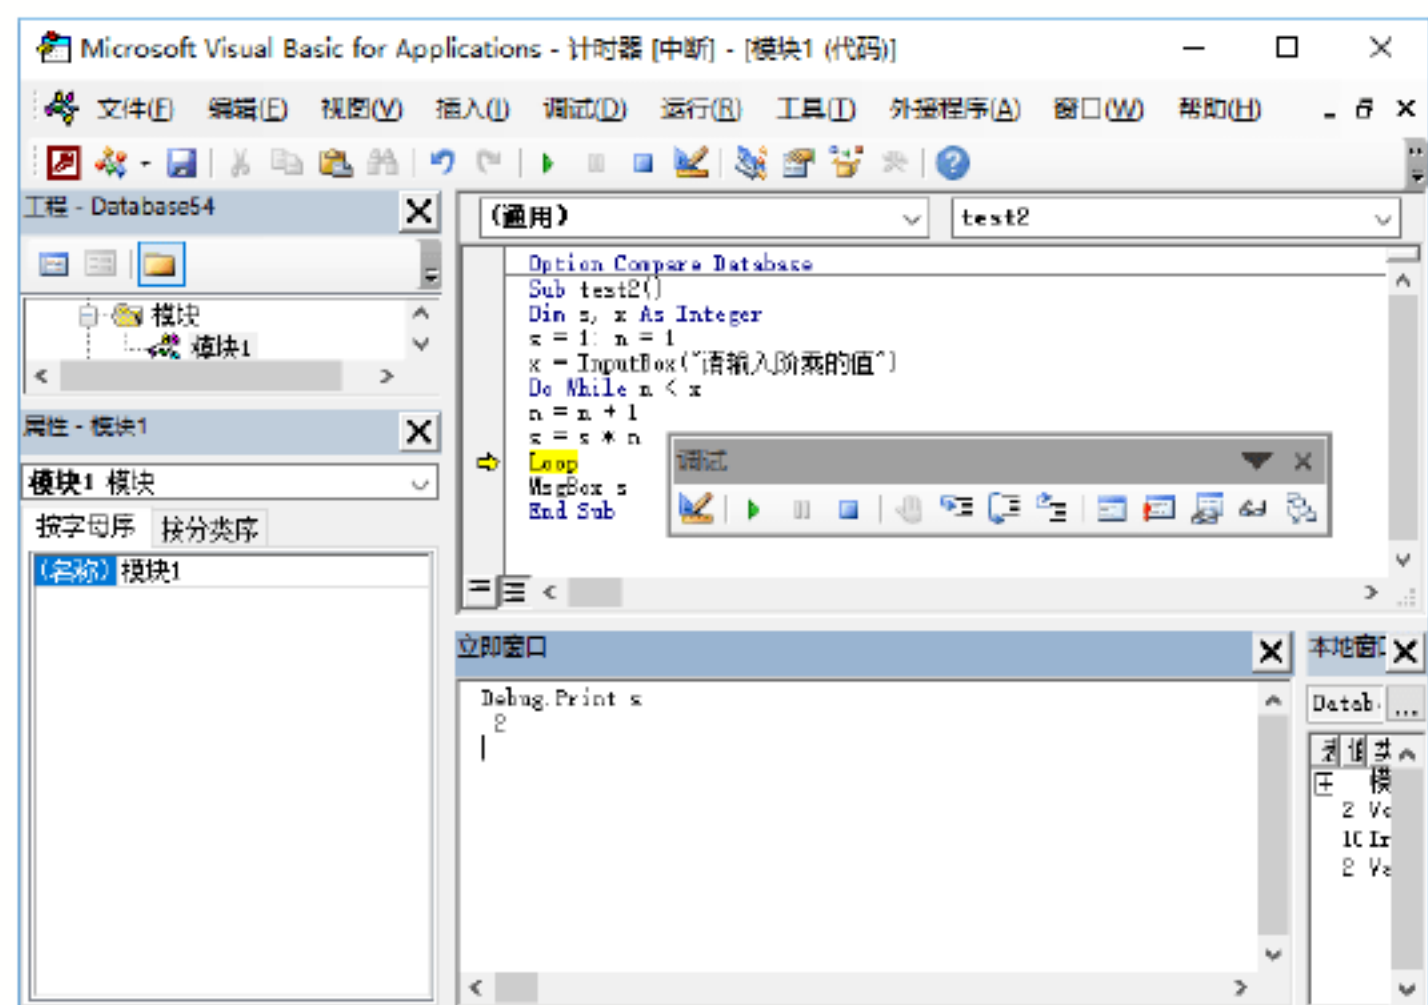 Microsoft Visual Basic for Applications - 计时器 [中断] - [模块1 (代码)]
文件(F) 编辑(E) 视图(V) 插入(I) 调试(D) 运行(R) 工具(T) 外接程序(A) 窗口(W) 帮助(H)
工程 - Database54
模块
模块1
属性 - 模块1
模块1 模块
按字母序 按分类序
(名称) 模块1
(通用) test2
Option Compare Database
Sub test2()
Dim s, x As Integer
s = 1: n = 1
x = InputBox("请输入阶乘的值")
Do While n < x
n = n + 1
s = s * n
Loop
MsgBox s
End Sub
调试
立即窗口
Debug.Print s
2
本地窗
Datab ...
值
模
2
10
2